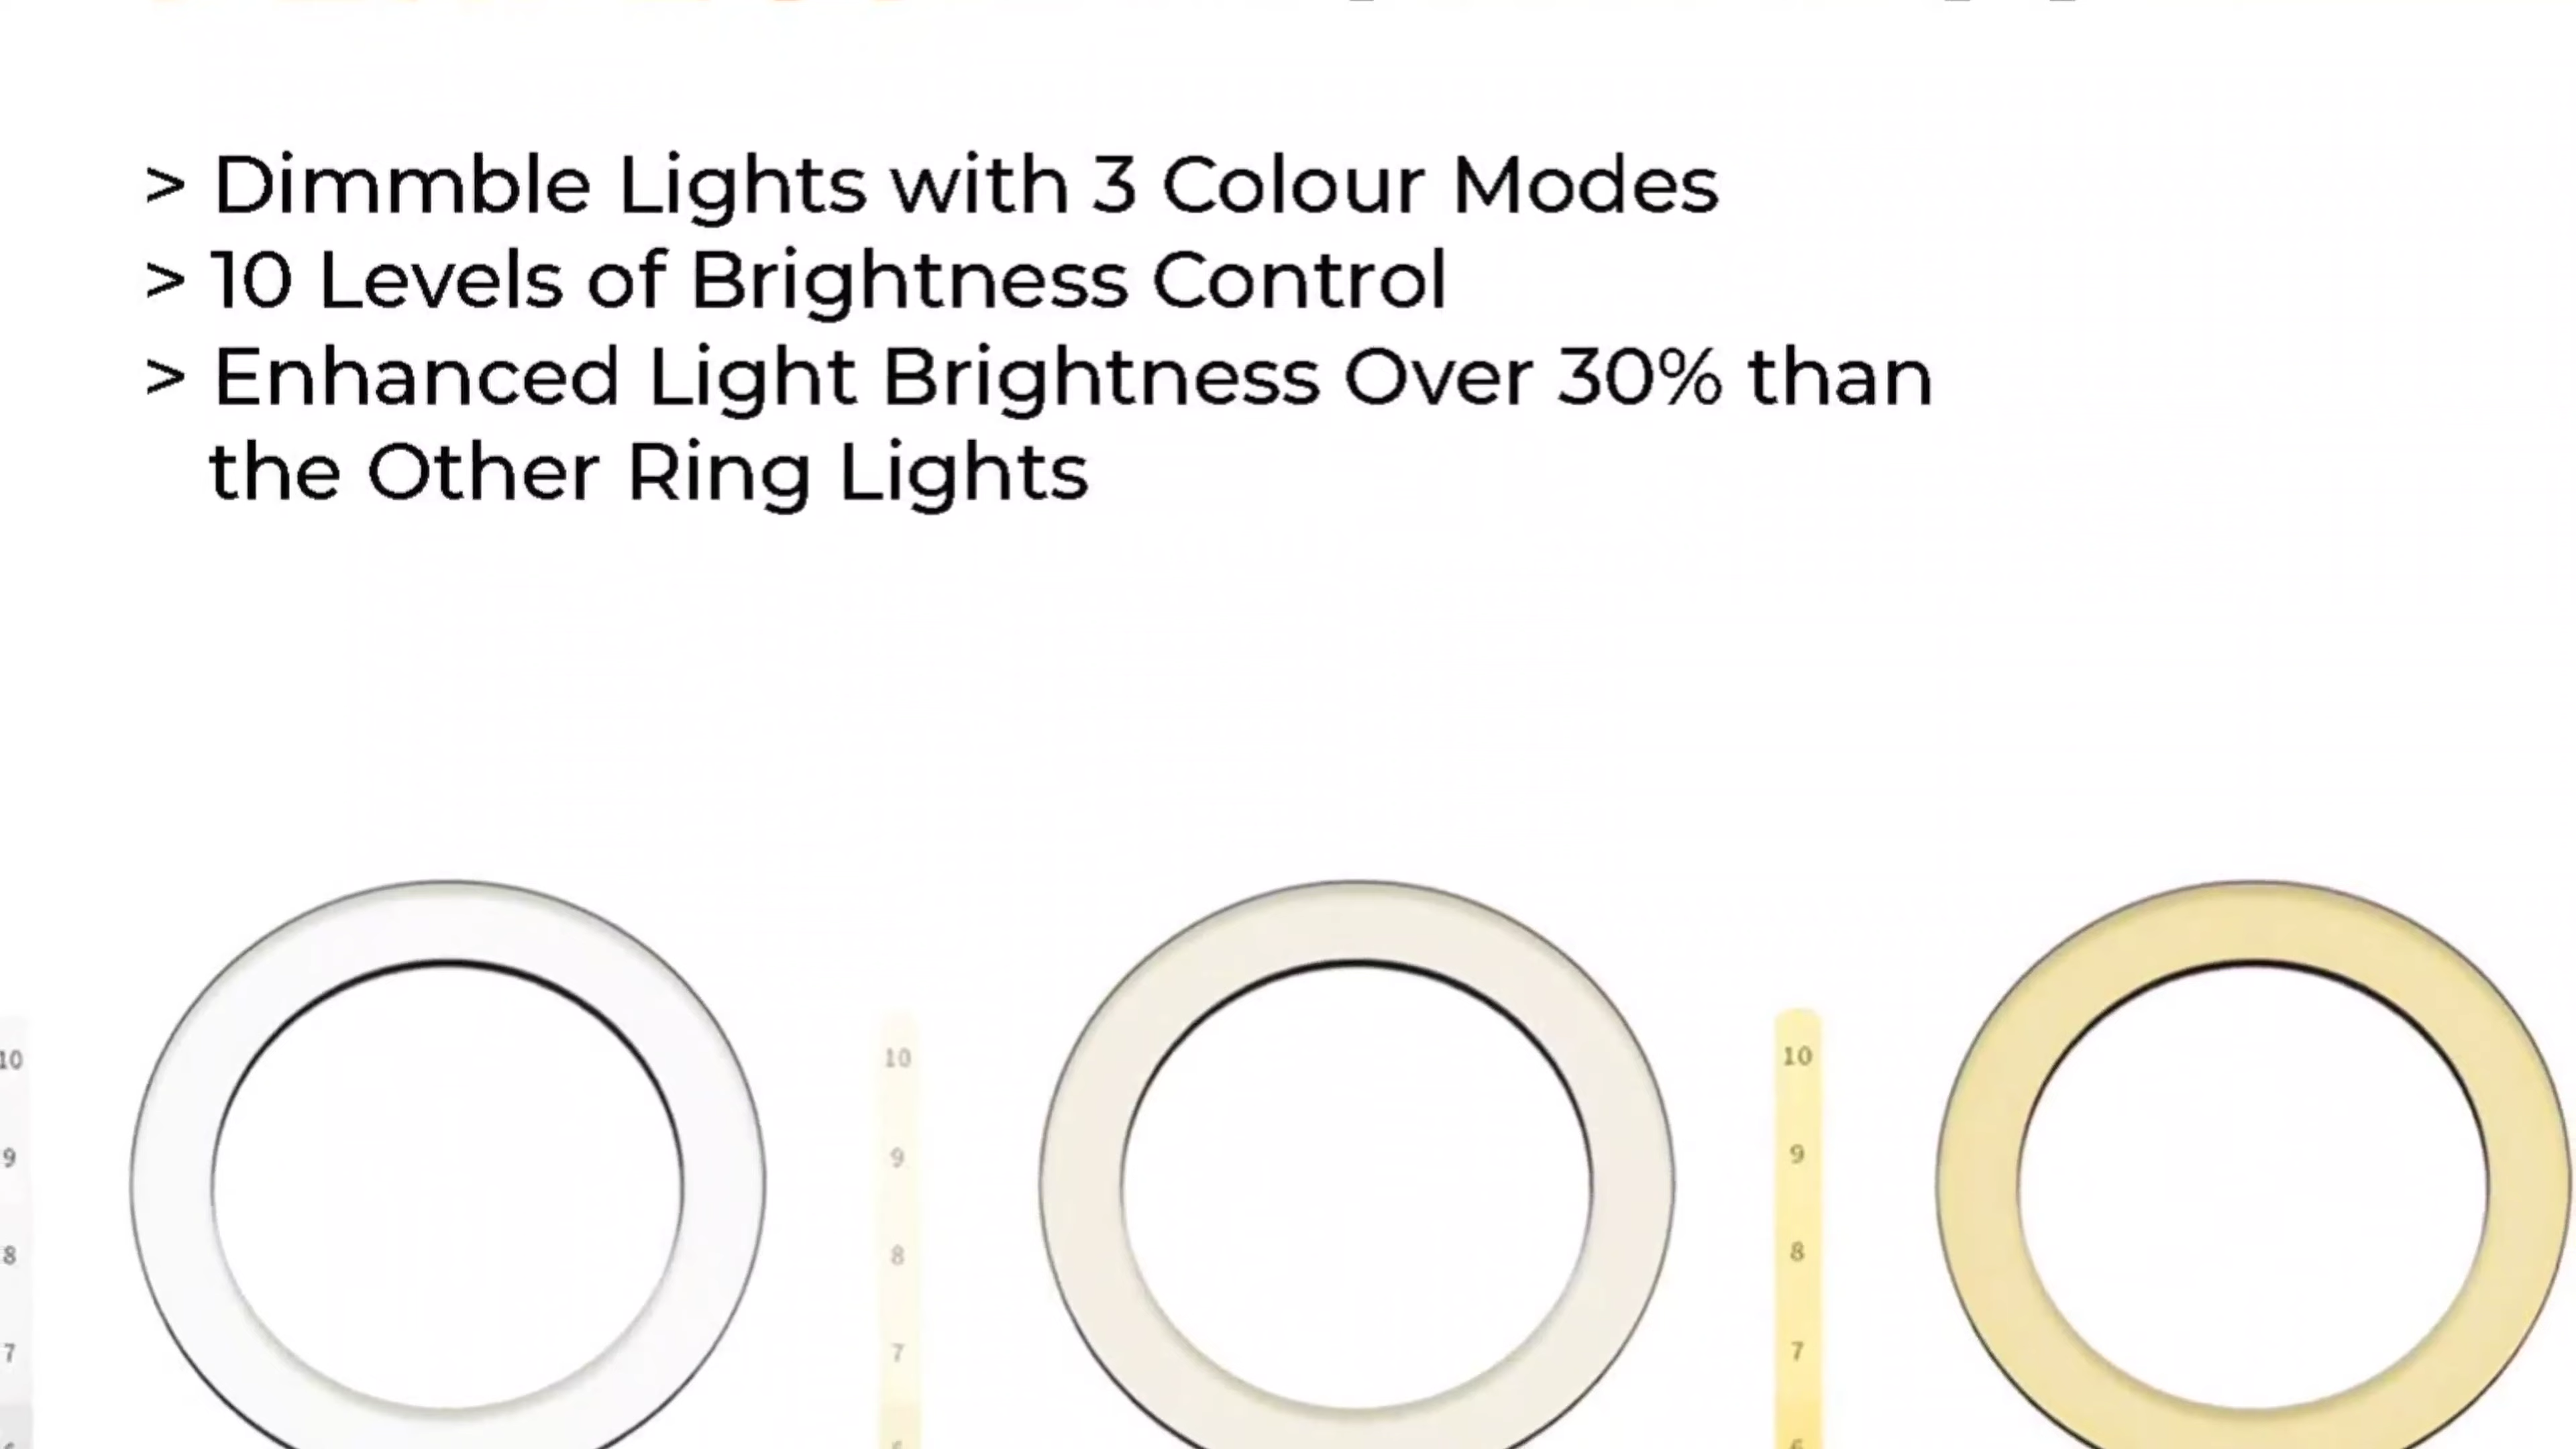 > Dimmble Lights with 3 Colour Modes
> 10 Levels of Brightness Control
> Enhanced Light Brightness Over 30% than
the Other Ring Lights
10 10 10
9 9 9
8 8 8
7 7 7